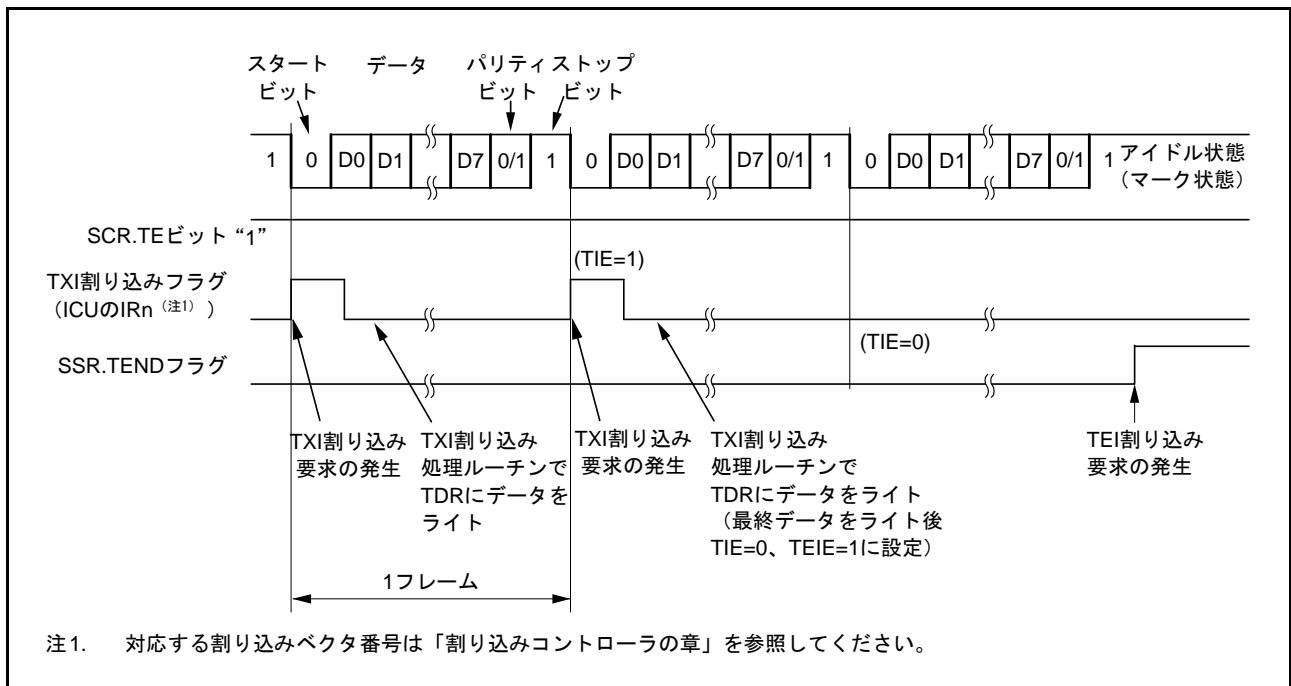 スタート データ パリティ ストップ
ビット ビット ビット
1 0 D0 D1 D7 0/1 1 0 D0 D1 D7 0/1 1 0 D0 D1 D7 0/1 1 アイドル状態
（マーク状態）
SCR.TEビット “1”
(TIE=1)
TXI割り込みフラグ
（ICUのIRn（注1））
(TIE=0)
SSR.TENDフラグ
TXI割り込み
要求の発生
TXI割り込み
処理ルーチンで
TDRにデータを
ライト
TXI割り込み
要求の発生
TXI割り込み
処理ルーチンで
TDRにデータをライト
（最終データをライト後
TIE=0、TEIE=1に設定）
TEI割り込み
要求の発生
1フレーム
注1. 対応する割り込みベクタ番号は「割り込みコントローラの章」を参照してください。